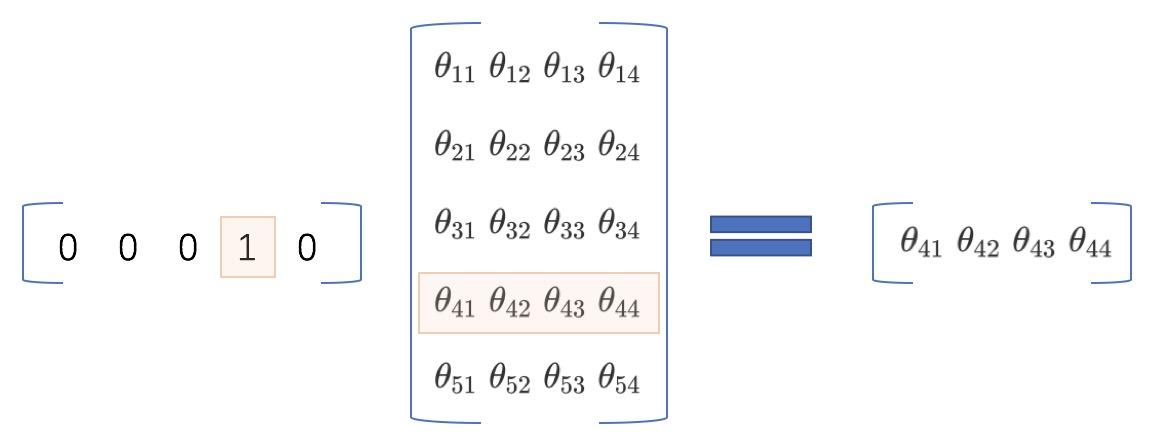 θ₁₁ θ₁₂ θ₁₃ θ₁₄
θ₂₁ θ₂₂ θ₂₃ θ₂₄
θ₃₁ θ₃₂ θ₃₃ θ₃₄
0 0 0 1 0
θ₄₁ θ₄₂ θ₄₃ θ₄₄
θ₄₁ θ₄₂ θ₄₃ θ₄₄
θ₅₁ θ₅₂ θ₅₃ θ₅₄